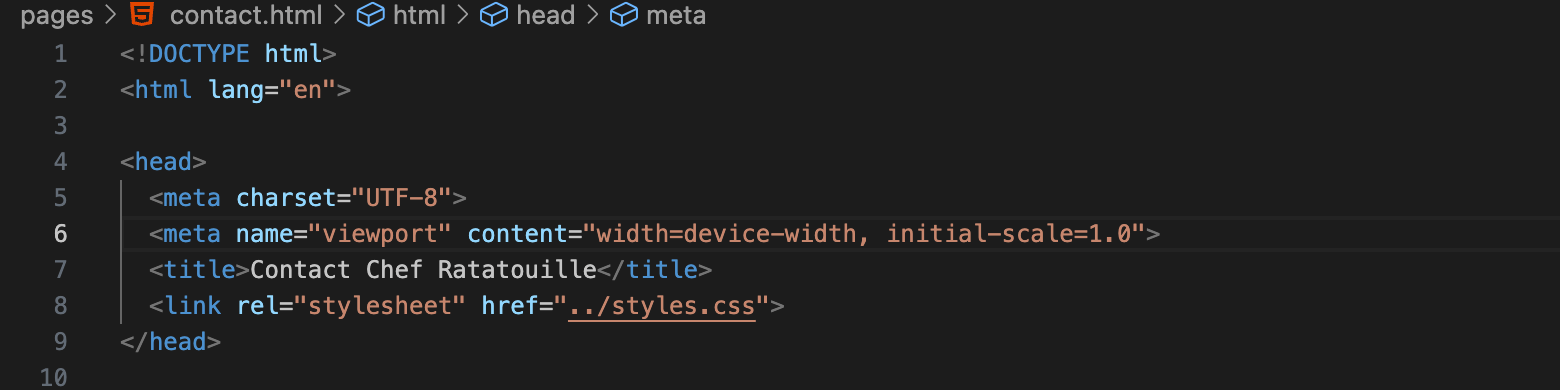 pages > contact.html > html > head > meta
1 <!DOCTYPE html>
2 <html lang="en">
3
4 <head>
5 <meta charset="UTF-8">
6 <meta name="viewport" content="width=device-width, initial-scale=1.0">
7 <title>Contact Chef Ratatouille</title>
8 <link rel="stylesheet" href="../styles.css">
9 </head>
10